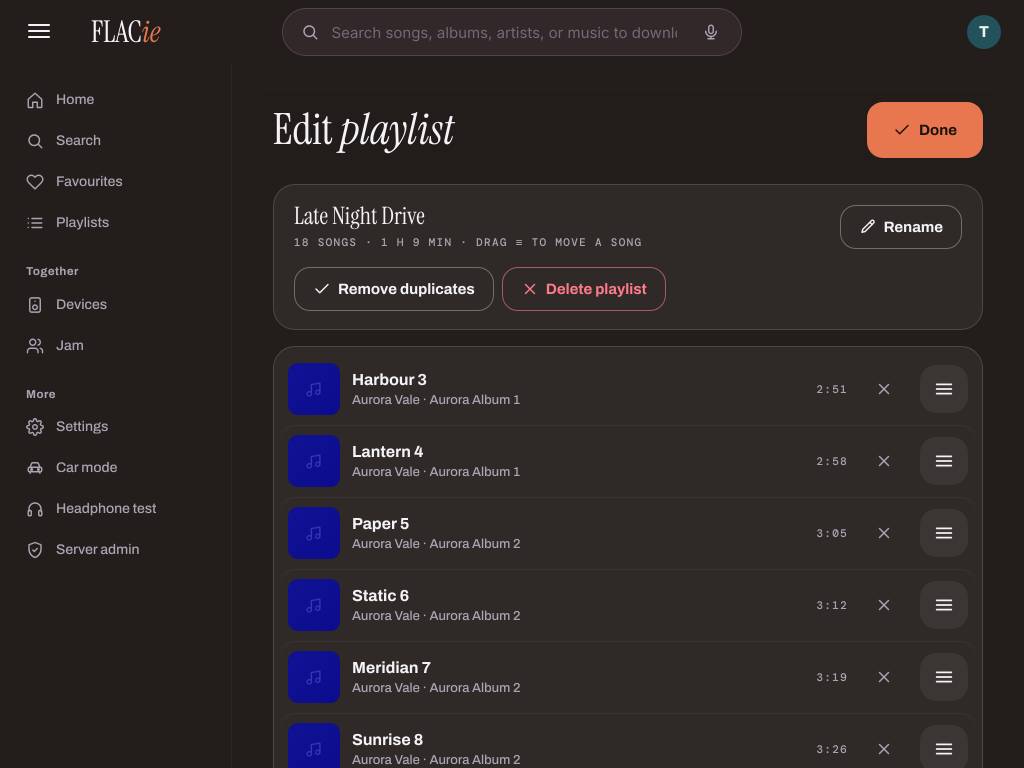 FLACie
Search songs, albums, artists, or music to downl
T
Home
Search
Favourites
Playlists
Together
Devices
Jam
More
Settings
Car mode
Headphone test
Server admin
Edit playlist
Done
Late Night Drive
18 SONGS · 1 H 9 MIN · DRAG ≡ TO MOVE A SONG
Rename
Remove duplicates
Delete playlist
Harbour 3
Aurora Vale · Aurora Album 1
2:51
Lantern 4
Aurora Vale · Aurora Album 1
2:58
Paper 5
Aurora Vale · Aurora Album 2
3:05
Static 6
Aurora Vale · Aurora Album 2
3:12
Meridian 7
Aurora Vale · Aurora Album 2
3:19
Sunrise 8
Aurora Vale · Aurora Album 2
3:26